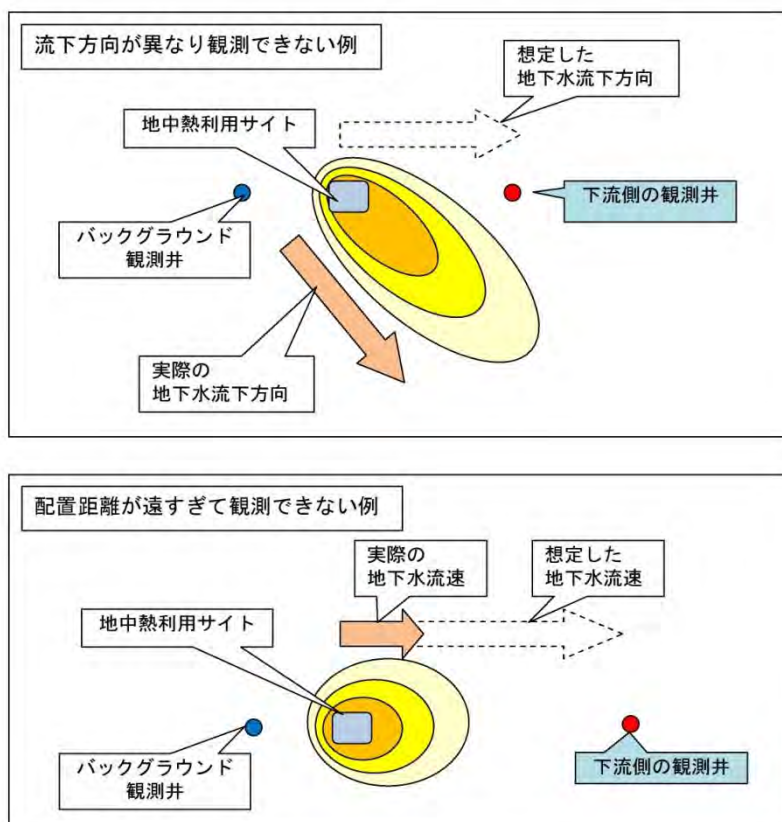 流下方向が異なり観測できない例
想定した
地下水流下方向
地中熱利用サイト
下流側の観測井
バックグラウンド
観測井
実際の
地下水流下方向
配置距離が遠すぎて観測できない例
実際の
地下水流速
想定した
地下水流速
地中熱利用サイト
バックグラウンド
観測井
下流側の観測井